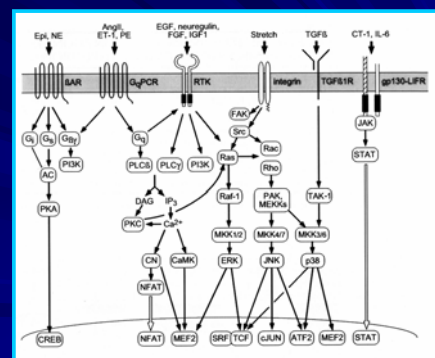 Epi, NE
AngII,
ET-1, PE
EGF, neuregulin,
FGF, IGF1
Stretch
TGFß
CT-1, IL-6
ßAR
GqPCR
RTK
integrin
TGFß1R
gp130-LIFR
FAK
JAK
Src
Gi
Gs
Gβγ
Gq
Ras
Rac
STAT
PI3K
PLCß
PLCγ
PI3K
Rho
AC
DAG
IP3
Raf-1
PAK,
MEKKs
TAK-1
PKA
PKC
Ca2+
MKK1/2
MKK4/7
MKK3/6
CN
CaMK
ERK
JNK
p38
NFAT
CREB
NFAT
MEF2
SRF
TCF
cJUN
ATF2
MEF2
STAT